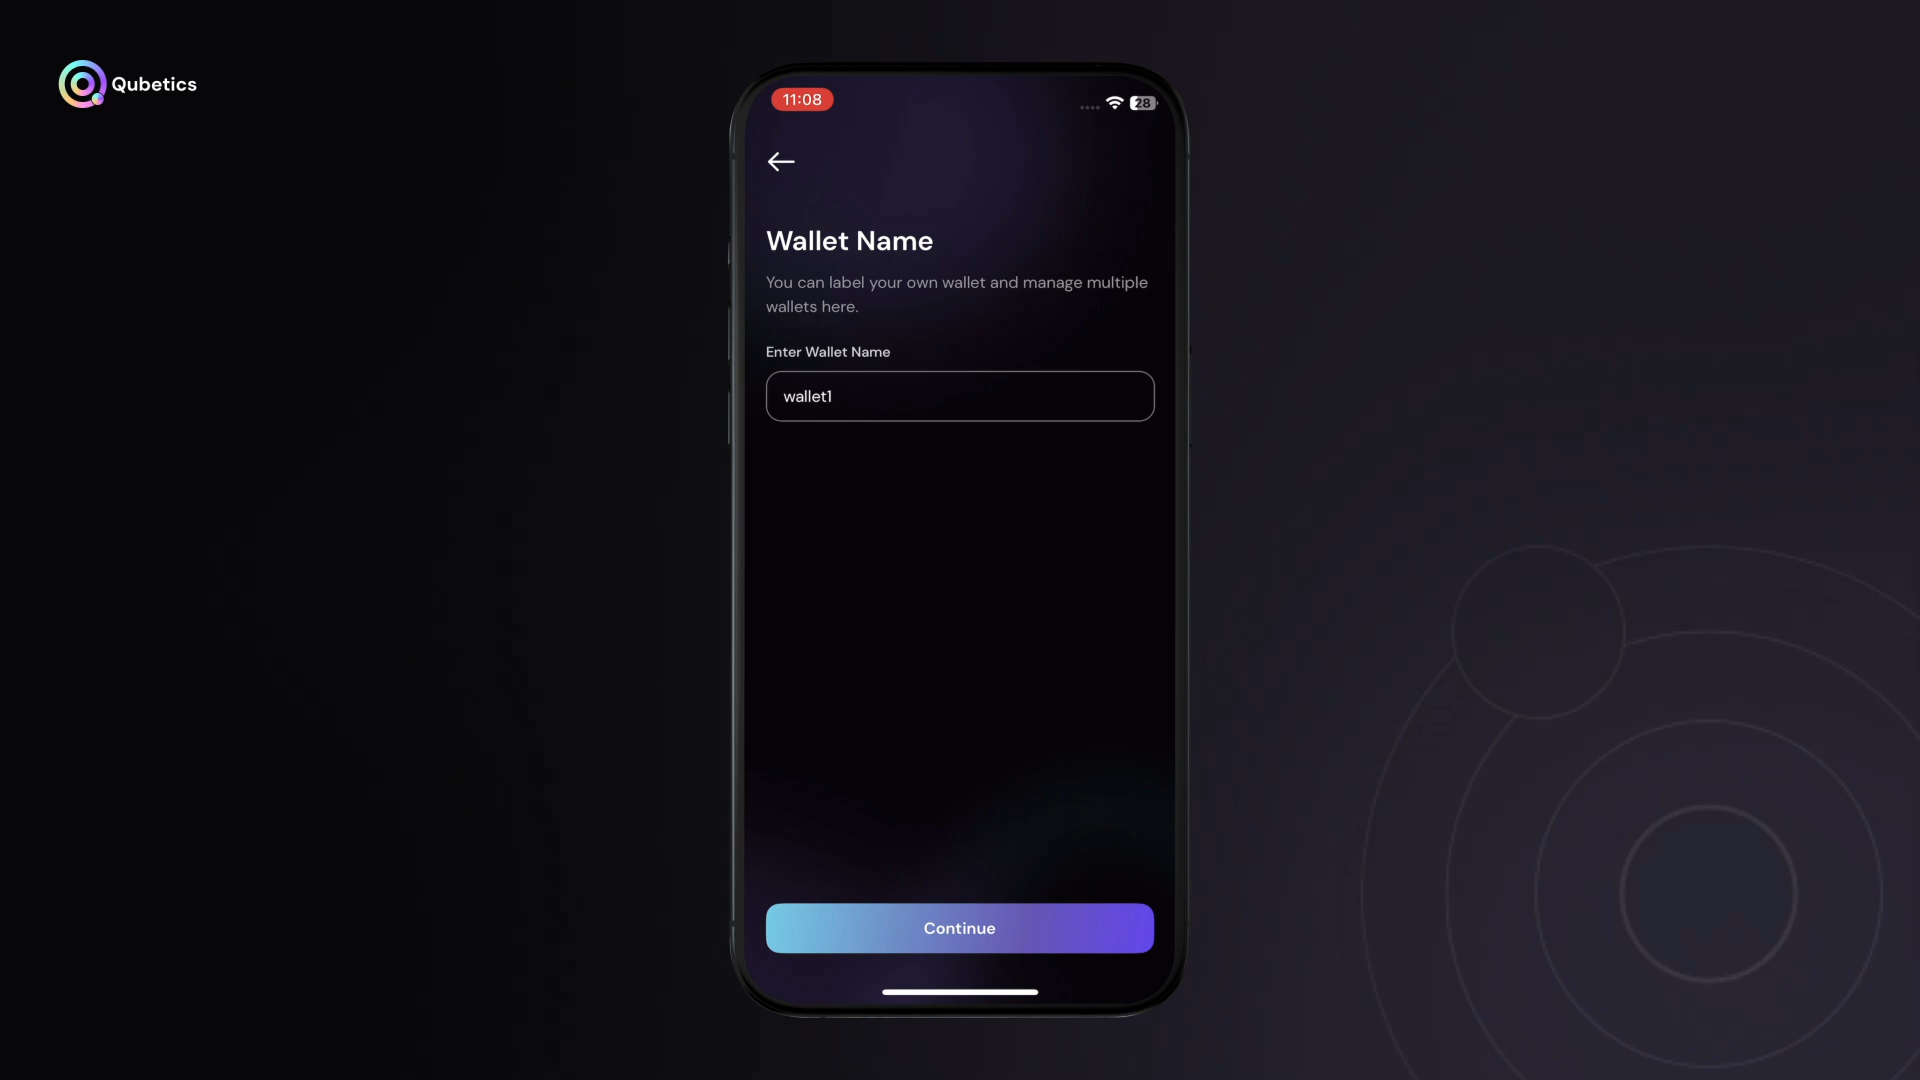 Qubetics
11:08
28
Wallet Name
You can label your own wallet and manage multiple
wallets here.
Enter Wallet Name
wallet1
Continue